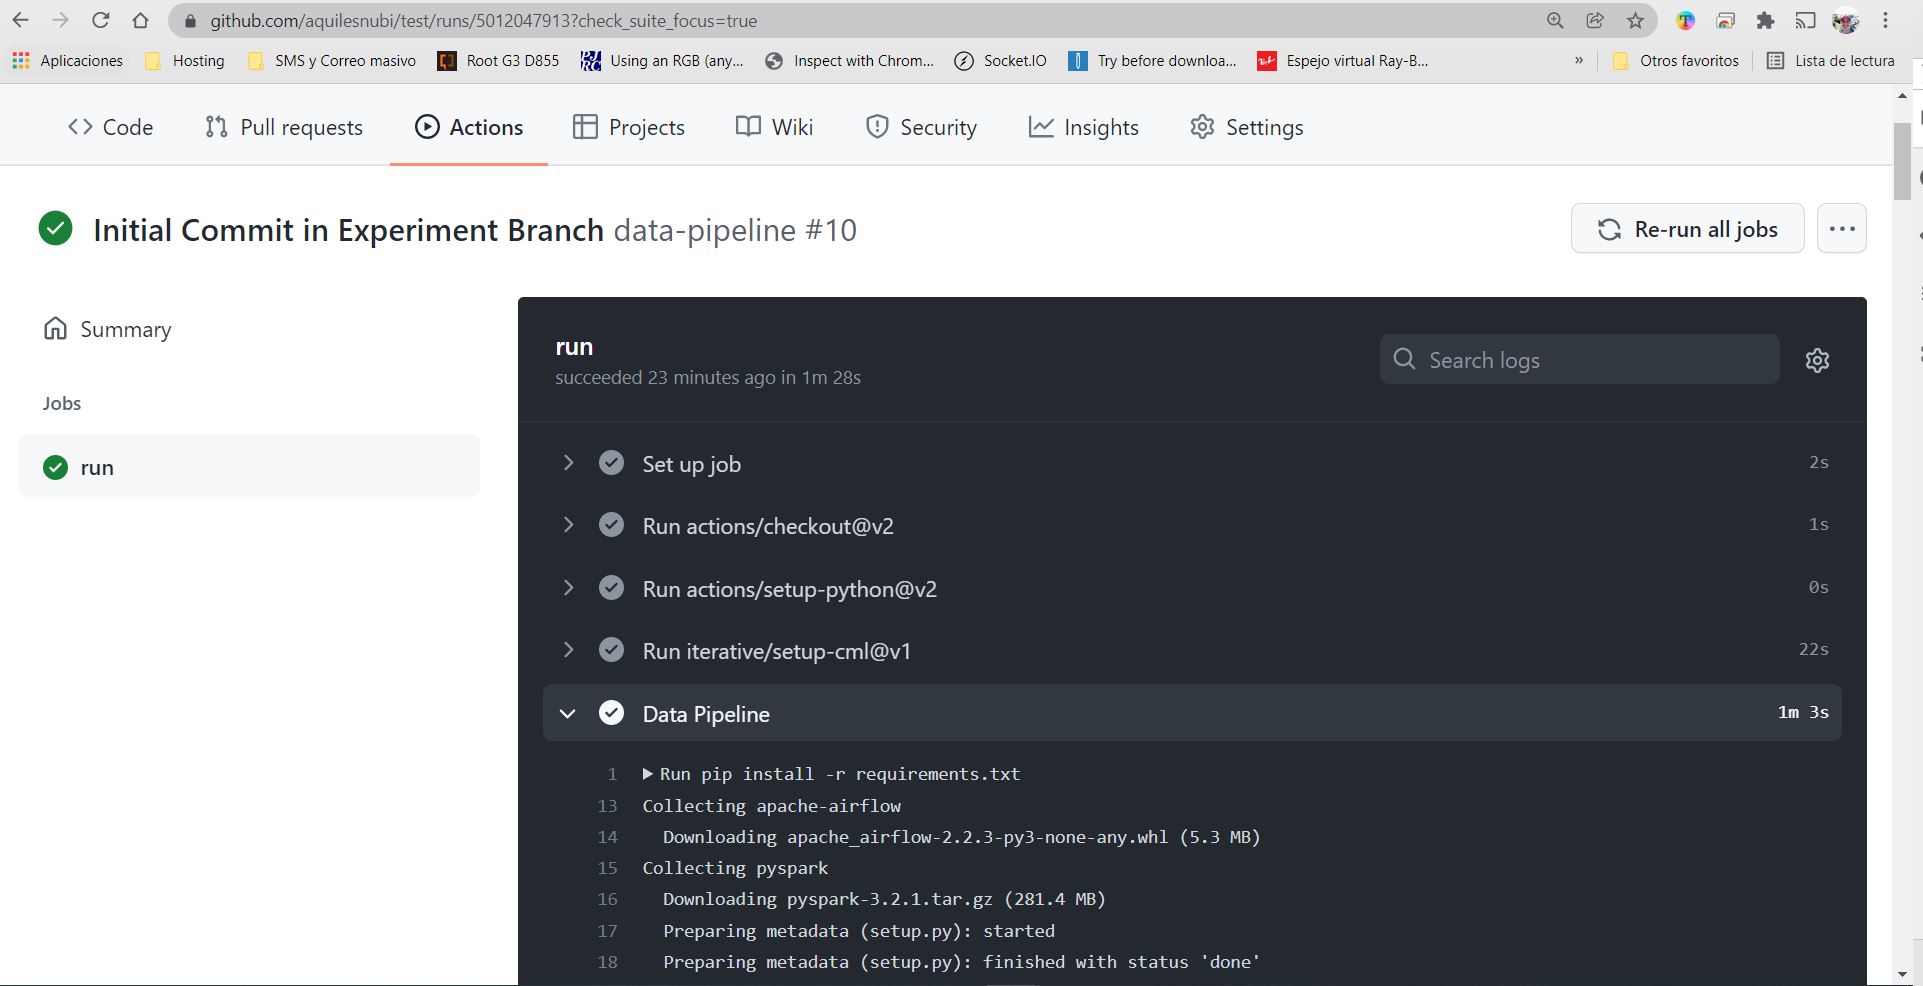 github.com/aquilesnubi/test/runs/5012047913?check_suite_focus=true
Aplicaciones Hosting SMS y Correo masivo Root G3 D855 Using an RGB (any... Inspect with Chrom... Socket.IO Try before downloa... Espejo virtual Ray-B... » Otros favoritos Lista de lectura
Code Pull requests Actions Projects Wiki Security Insights Settings
Initial Commit in Experiment Branch data-pipeline #10
Re-run all jobs
Summary
Jobs
run
run
succeeded 23 minutes ago in 1m 28s
Search logs
Set up job 2s
Run actions/checkout@v2 1s
Run actions/setup-python@v2 0s
Run iterative/setup-cml@v1 22s
Data Pipeline 1m 3s
1 Run pip install -r requirements.txt
13 Collecting apache-airflow
14 Downloading apache_airflow-2.2.3-py3-none-any.whl (5.3 MB)
15 Collecting pyspark
16 Downloading pyspark-3.2.1.tar.gz (281.4 MB)
17 Preparing metadata (setup.py): started
18 Preparing metadata (setup.py): finished with status 'done'